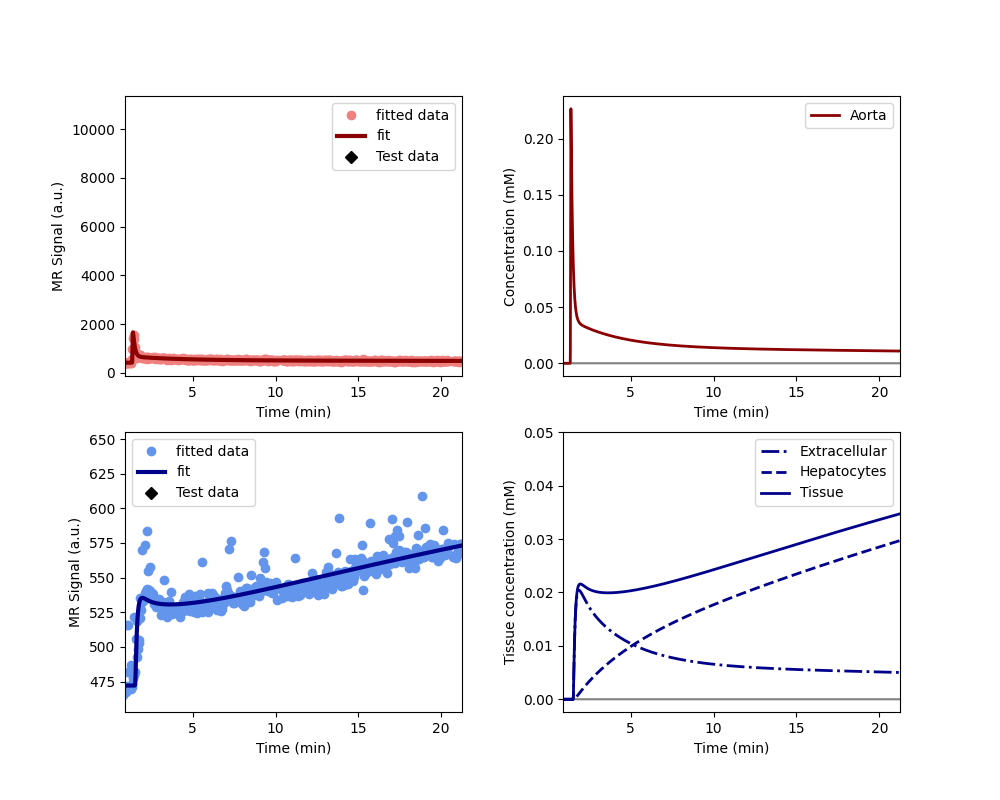 MR Signal (a.u.)
10000
8000
6000
4000
2000
0
fitted data
fit
Test data
5
10
15
20
Time (min)
Concentration (mM)
0.20
0.15
0.10
0.05
0.00
Aorta
5
10
15
20
Time (min)
MR Signal (a.u.)
650
625
600
575
550
525
500
475
fitted data
fit
Test data
5
10
15
20
Time (min)
Tissue concentration (mM)
0.05
0.04
0.03
0.02
0.01
0.00
Extracellular
Hepatocytes
Tissue
5
10
15
20
Time (min)